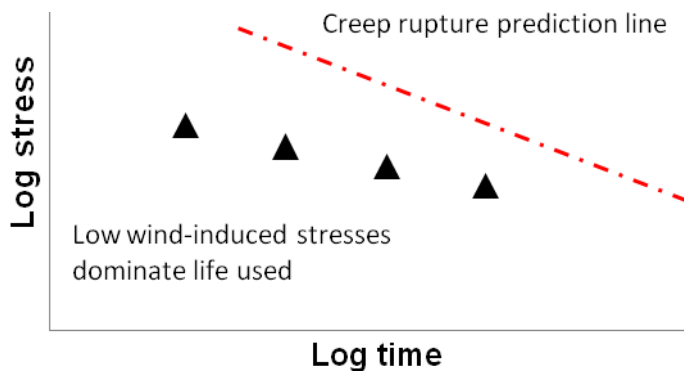 Creep rupture prediction line
Log stress
Low wind-induced stresses
dominate life used
Log time